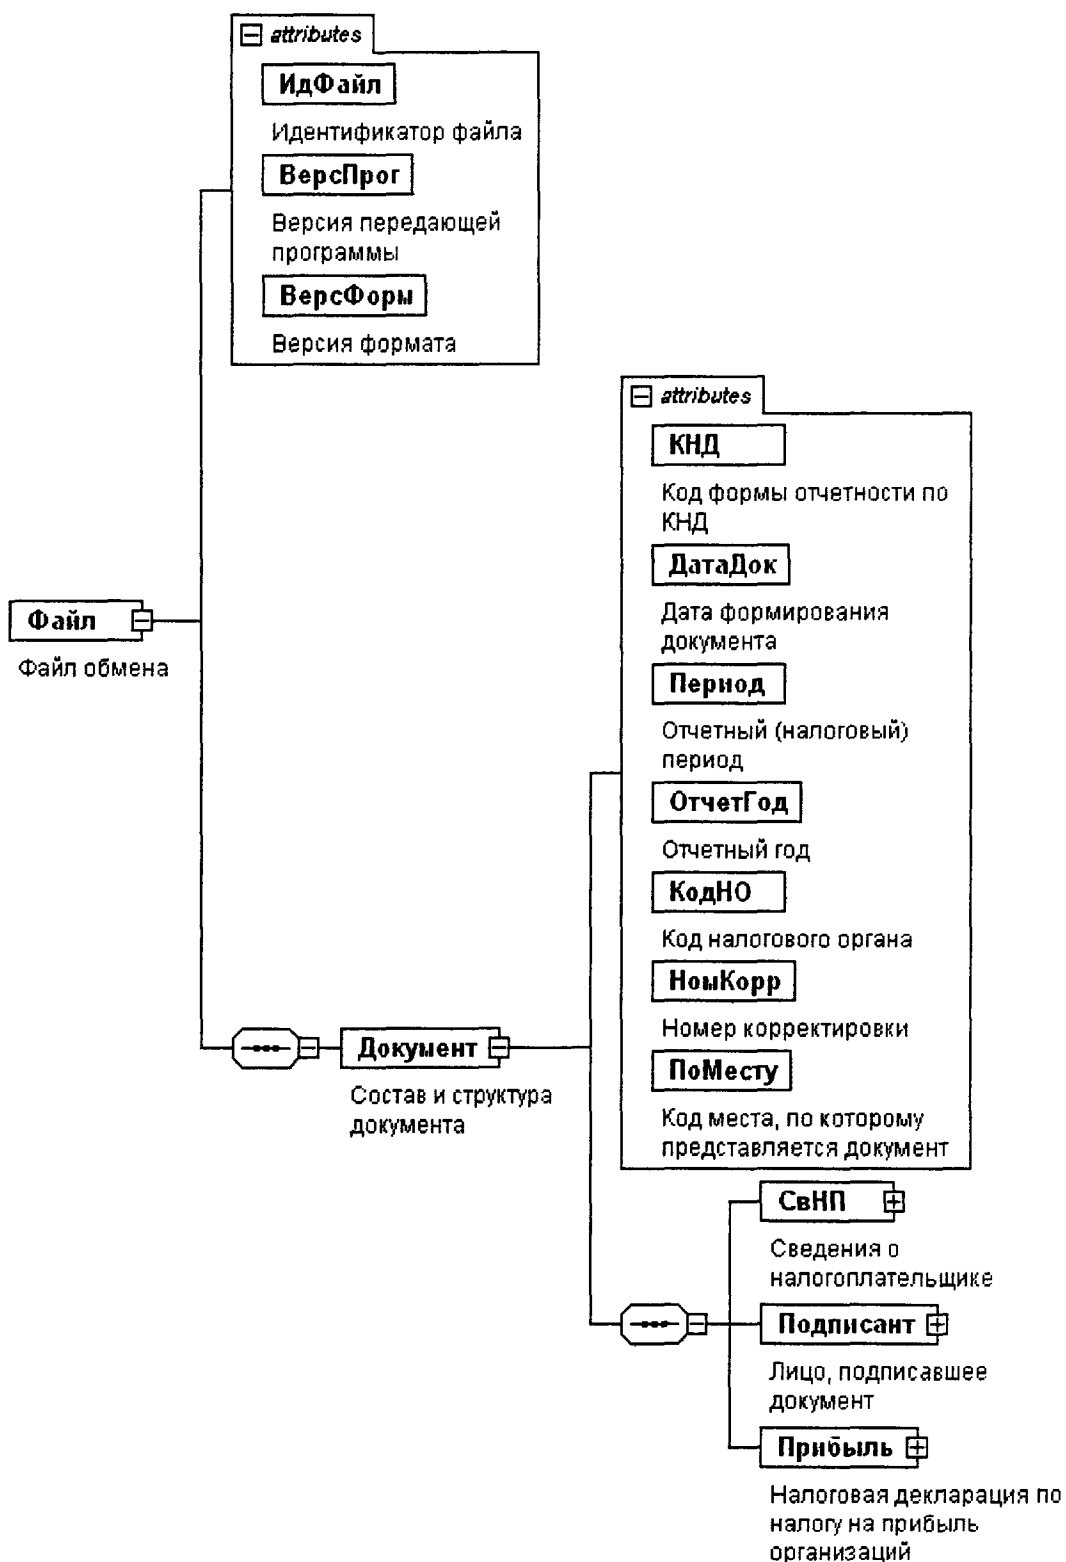 attributes
ИдФайл
Идентификатор файла
ВерсПрог
Версия передающей
программы
ВерсФорм
Версия формата
Файл
Файл обмена
Документ
Состав и структура
документа
attributes
КНД
Код формы отчетности по
КНД
ДатаДок
Дата формирования
документа
Период
Отчетный (налоговый)
период
ОтчетГод
Отчетный год
КодНО
Код налогового органа
НомКорр
Номер корректировки
ПоМесту
Код места, по которому
представляется документ
СвНП
Сведения о
налогоплательщике
Подписант
Лицо, подписавшее
документ
Прибыль
Налоговая декларация по
налогу на прибыль
организаций